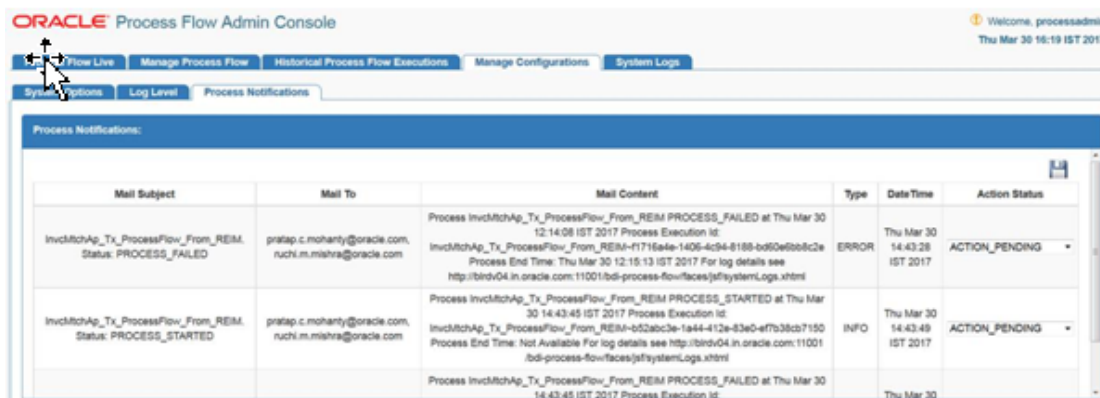 ORACLE Process Flow Admin Console
Welcome, processadmi
Thu Mar 30 16:19 IST 201
Flow Live Manage Process Flow Historical Process Flow Executions Manage Configurations System Logs
System Options Log Level Process Notifications
Process Notifications:
Mail Subject Mail To Mail Content Type DateTime Action Status
InvcMtchAp_Tx_ProcessFlow_From_REIM.
Status: PROCESS_FAILED
pratap.c.mohanty@oracle.com,
ruchi.m.mishra@oracle.com
Process InvcMtchAp_Tx_ProcessFlow_From_REIM PROCESS_FAILED at Thu Mar 30
12:14:08 IST 2017 Process Execution Id:
InvcMtchAp_Tx_ProcessFlow_From_REIM~f1716a4e-1406-4c94-8188-bd60e6bb8c2e
Process End Time: Thu Mar 30 12:15:13 IST 2017 For log details see
http://blrdv04.in.oracle.com:11001/bdi-process-flow/faces/jsf/systemLogs.xhtml
ERROR
Thu Mar 30
14:43:28
IST 2017
ACTION_PENDING
InvcMtchAp_Tx_ProcessFlow_From_REIM.
Status: PROCESS_STARTED
pratap.c.mohanty@oracle.com,
ruchi.m.mishra@oracle.com
Process InvcMtchAp_Tx_ProcessFlow_From_REIM PROCESS_STARTED at Thu Mar
30 14:43:45 IST 2017 Process Execution Id:
InvcMtchAp_Tx_ProcessFlow_From_REIM~b52abc3e-1a44-412e-83e0-ef7b38cb7150
Process End Time: Not Available For log details see http://blrdv04.in.oracle.com:11001
/bdi-process-flow/faces/jsf/systemLogs.xhtml
INFO
Thu Mar 30
14:43:49
IST 2017
ACTION_PENDING
Process InvcMtchAp_Tx_ProcessFlow_From_REIM PROCESS_FAILED at Thu Mar 30
14:43:45 IST 2017 Process Execution Id:
Thu Mar 30